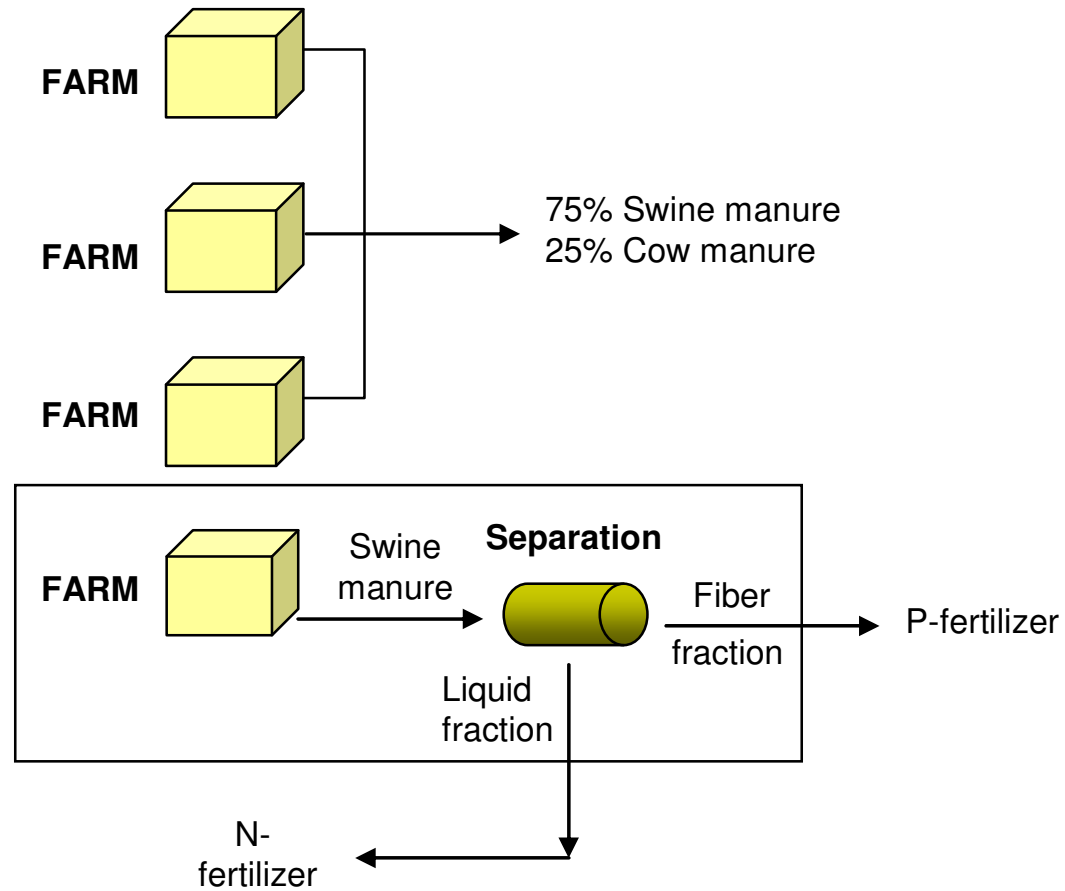 FARM
75% Swine manure
25% Cow manure
FARM
FARM
FARM
Swine
manure
Separation
Fiber
fraction
P-fertilizer
Liquid
fraction
N-
fertilizer